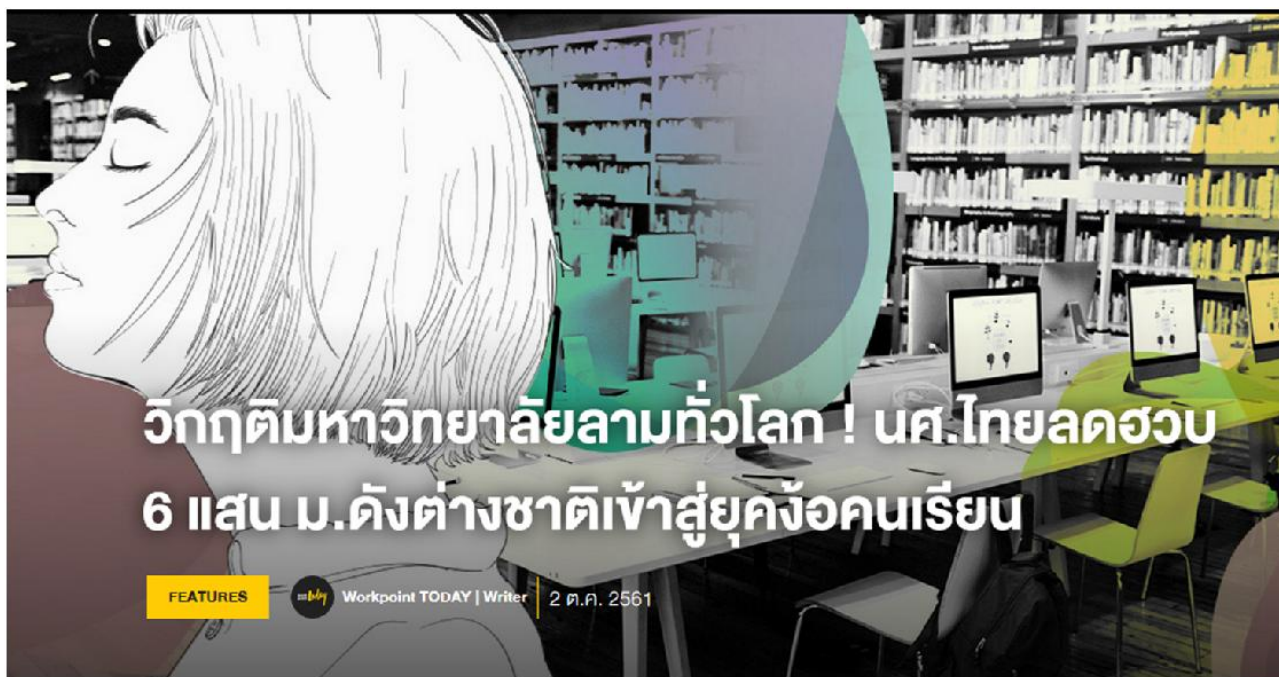 วิกฤติมหาวิทยาลัยลามทั่วโลก ! นศ.ไทยลดฮวบ
6 แสน ม.ดังต่างชาติเข้าสู่ยุคง้อคนเรียน
FEATURES Workpoint TODAY | Writer 2 ต.ค. 2561